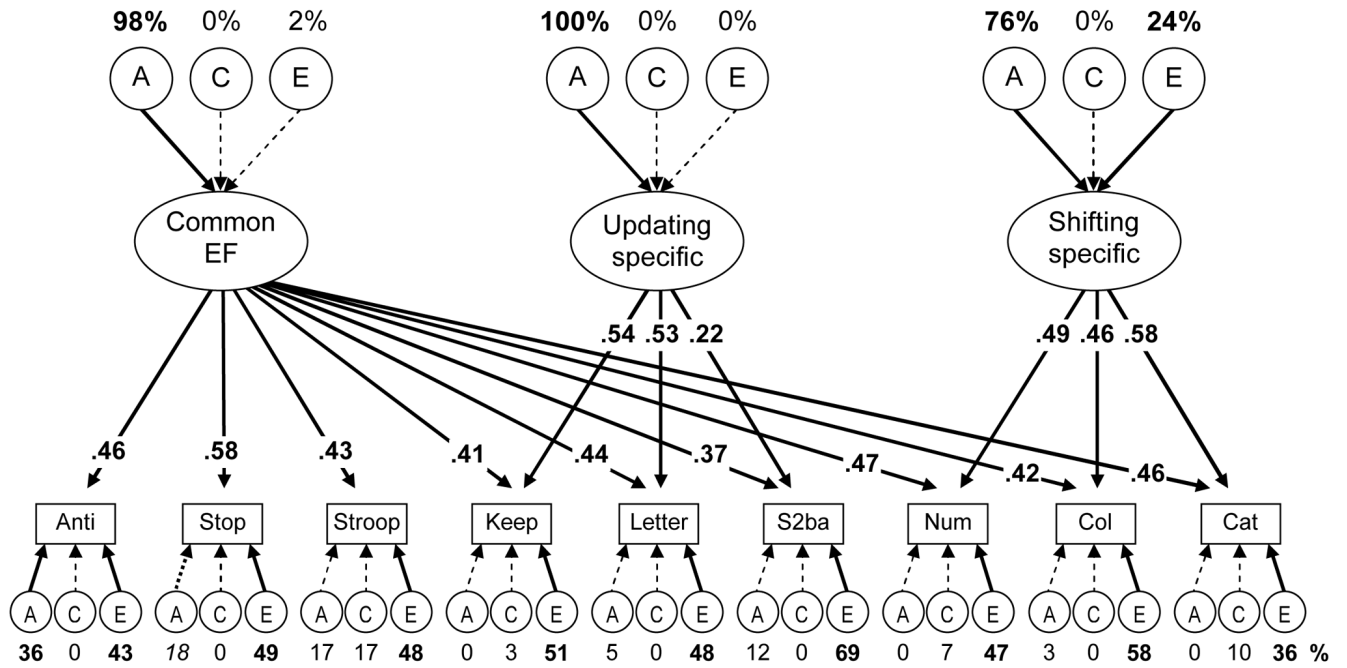 98% 0% 2% 100% 0% 0% 76% 0% 24%
A C E A C E A C E
Common
EF
Updating
specific
Shifting
specific
.54 .53 .22 .49 .46 .58
.46 .58 .43 .41 .44 .37 .47 .42 .46
Anti Stop Stroop Keep Letter S2ba Num Col Cat
A C E A C E A C E A C E A C E A C E A C E A C E A C E
36 0 43 18 0 49 17 17 48 0 3 51 5 0 48 12 0 69 0 7 47 3 0 58 0 10 36 %